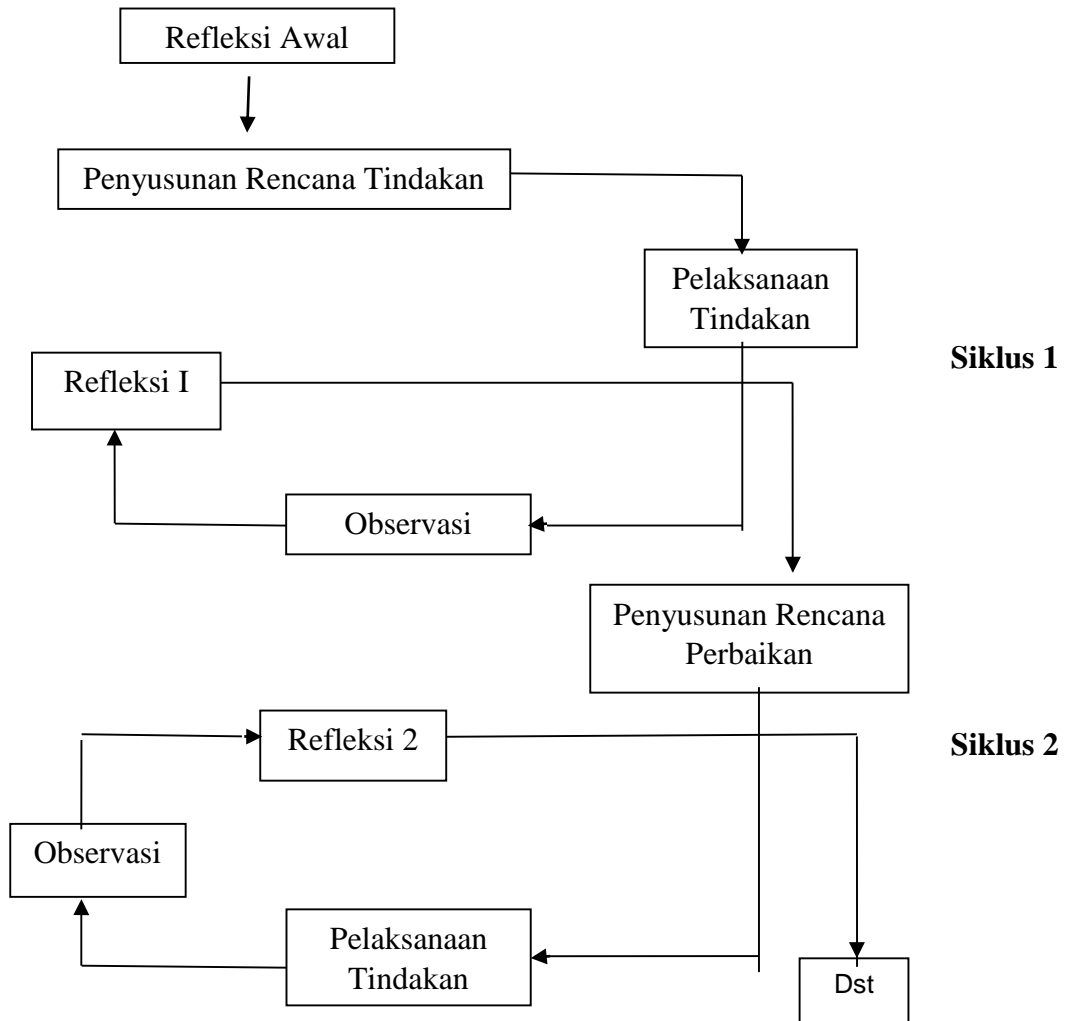 Refleksi Awal
Penyusunan Rencana Tindakan
Pelaksanaan
Tindakan
Siklus 1
Refleksi I
Observasi
Penyusunan Rencana
Perbaikan
Refleksi 2
Siklus 2
Observasi
Pelaksanaan
Tindakan
Dst